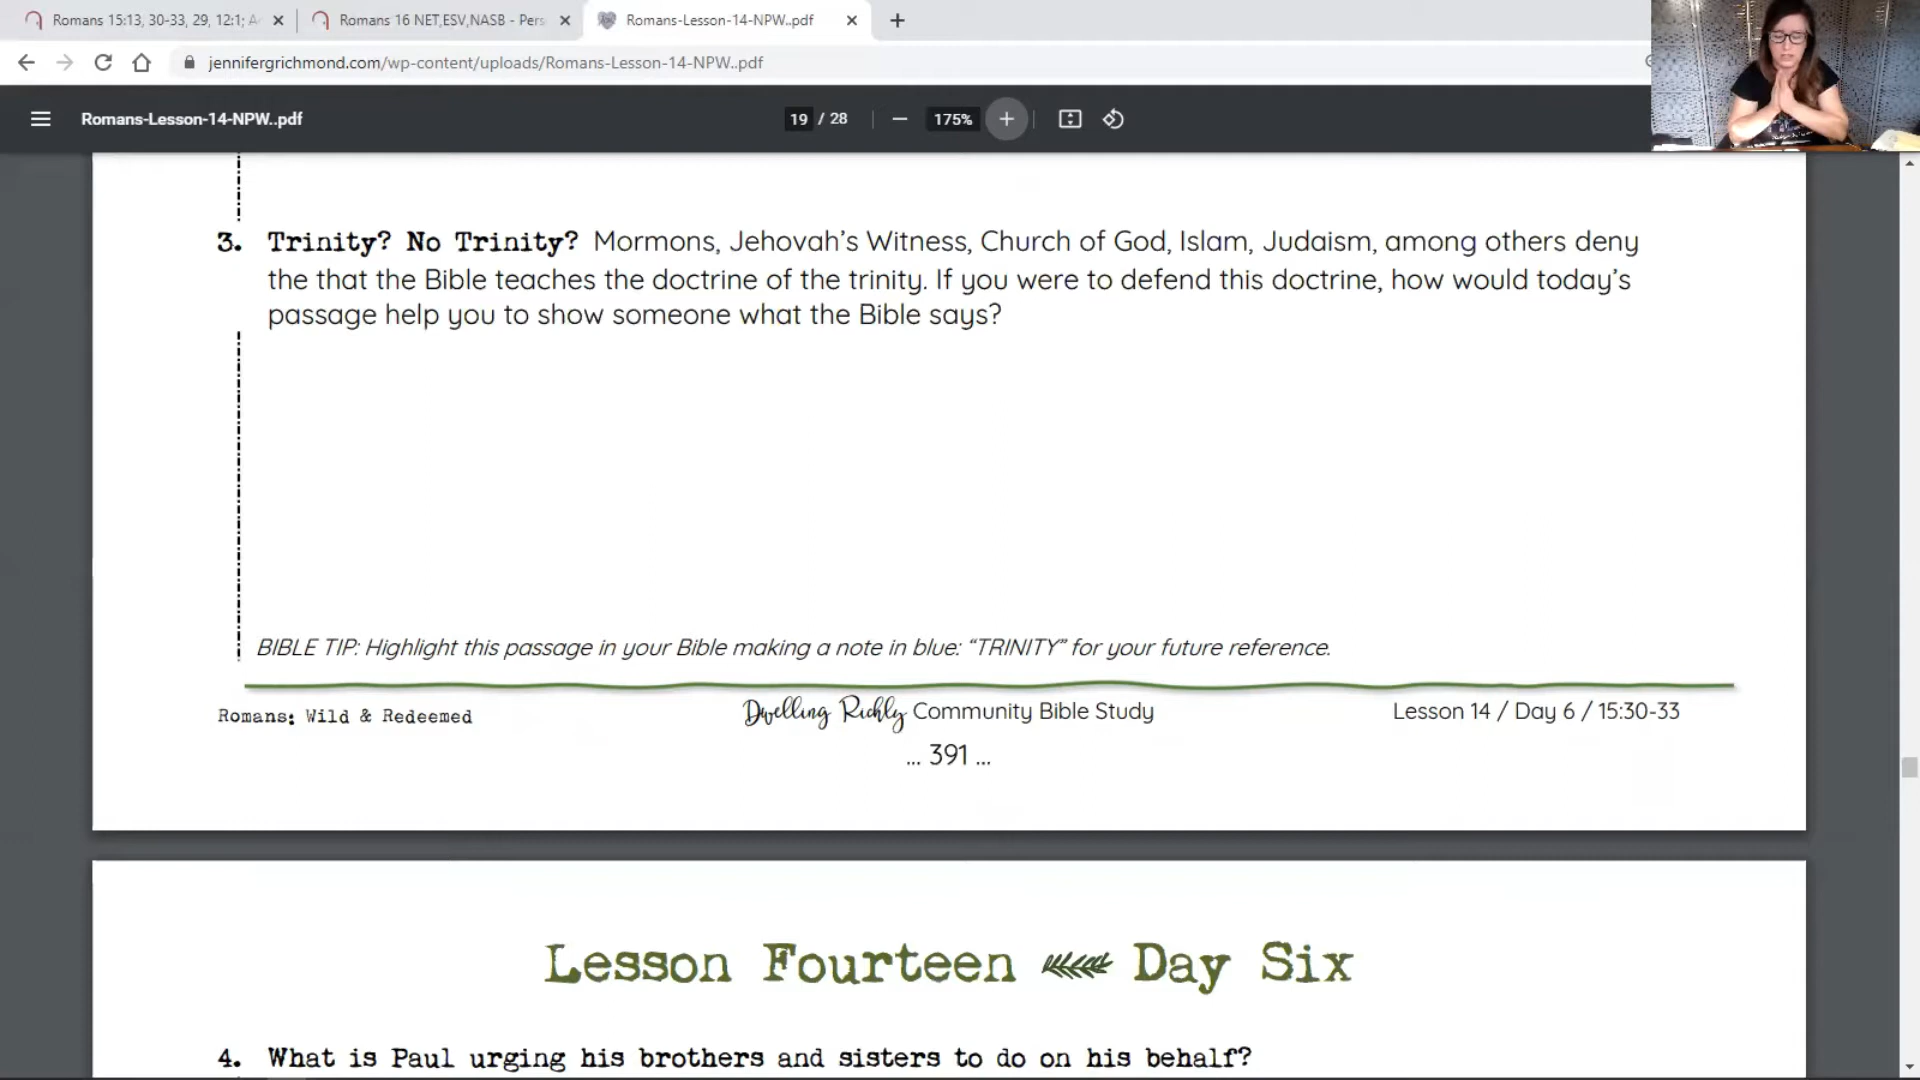 Romans 15:13, 30-33, 29, 12:1; A
Romans 16 NET,ESV,NASB - Pers
Romans-Lesson-14-NPW..pdf
jennifergrichmond.com/wp-content/uploads/Romans-Lesson-14-NPW..pdf
Romans-Lesson-14-NPW..pdf
19 / 28
175%
3. Trinity? No Trinity? Mormons, Jehovah's Witness, Church of God, Islam, Judaism, among others deny
the that the Bible teaches the doctrine of the trinity. If you were to defend this doctrine, how would today's
passage help you to show someone what the Bible says?
BIBLE TIP: Highlight this passage in your Bible making a note in blue: “TRINITY” for your future reference.
Romans: Wild & Redeemed
Dwelling Richly Community Bible Study
Lesson 14 / Day 6 / 15:30-33
... 391 ...
Lesson Fourteen Day Six
4. What is Paul urging his brothers and sisters to do on his behalf?